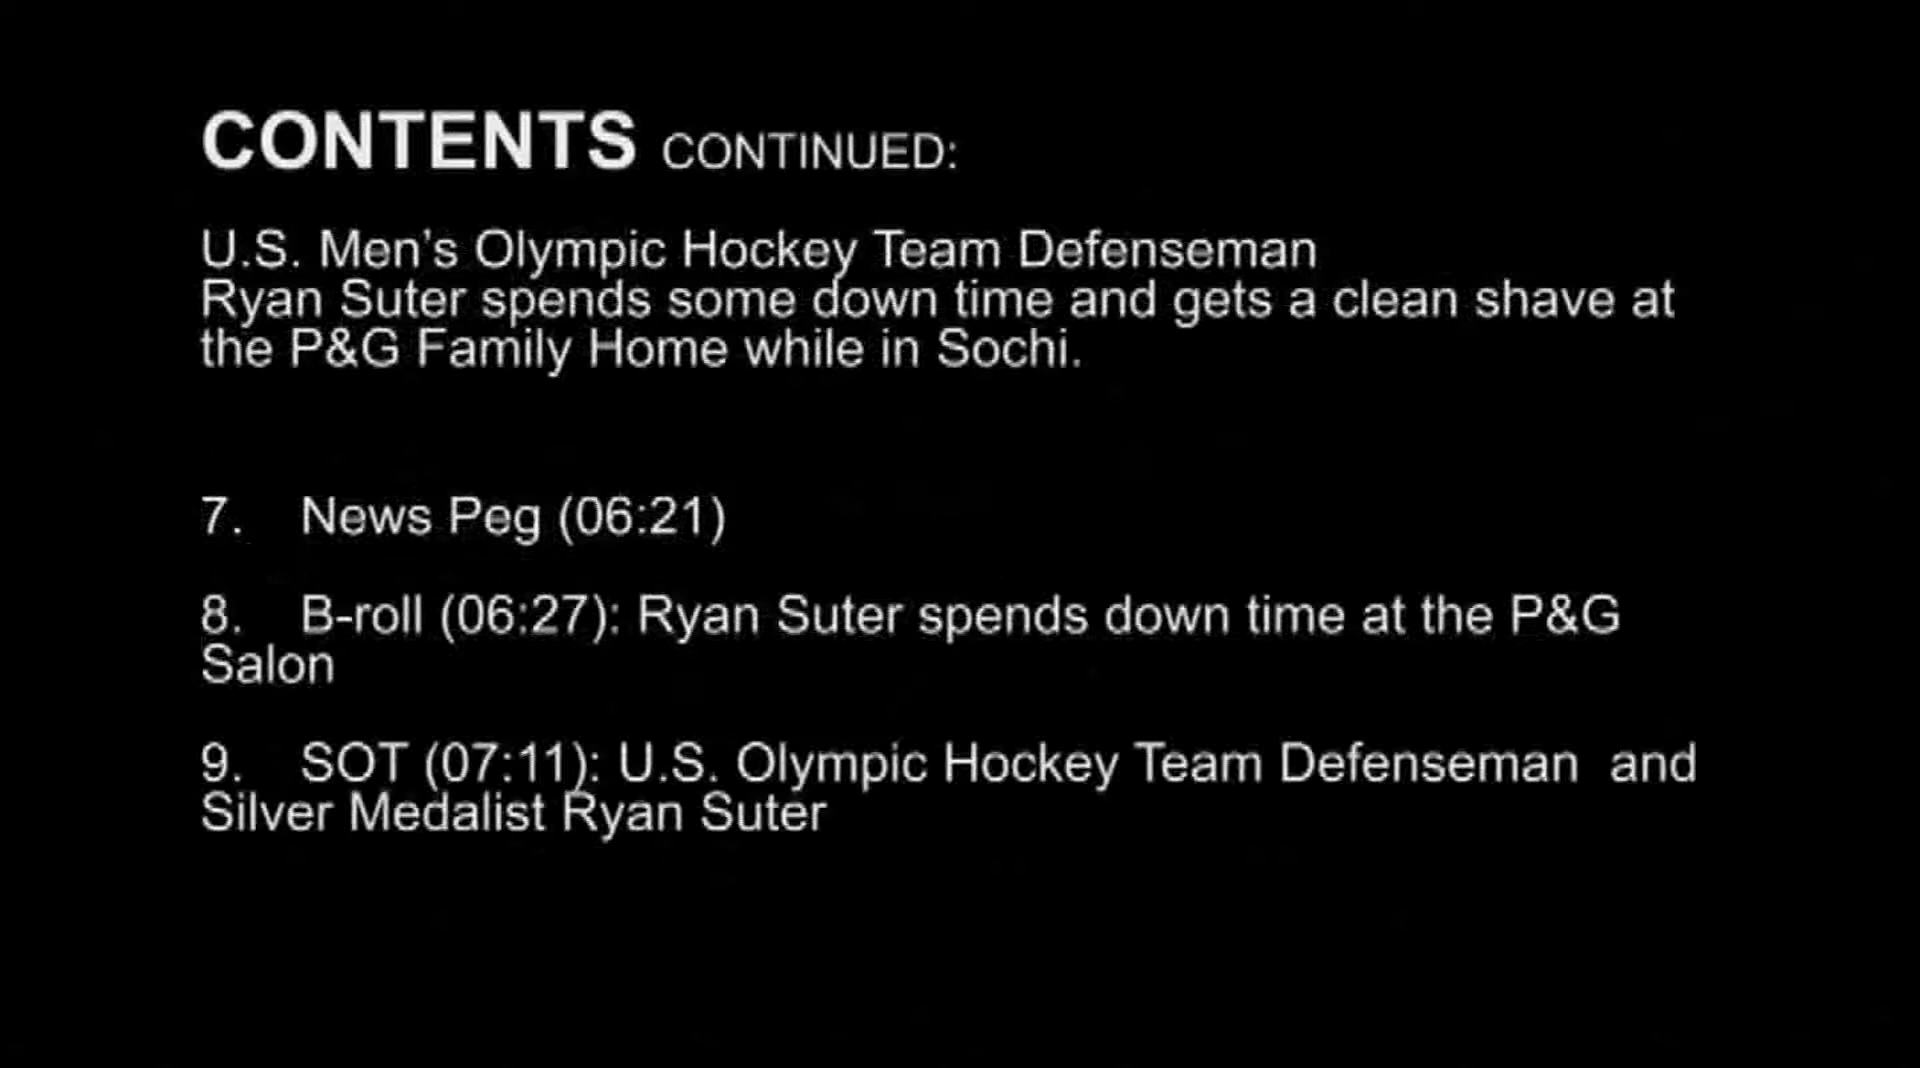 CONTENTS CONTINUED:
U.S. Men's Olympic Hockey Team Defenseman
Ryan Suter spends some down time and gets a clean shave at
the P&G Family Home while in Sochi.
7. News Peg (06:21)
8. B-roll (06:27): Ryan Suter spends down time at the P&G
Salon
9. SOT (07:11): U.S. Olympic Hockey Team Defenseman  and
Silver Medalist Ryan Suter